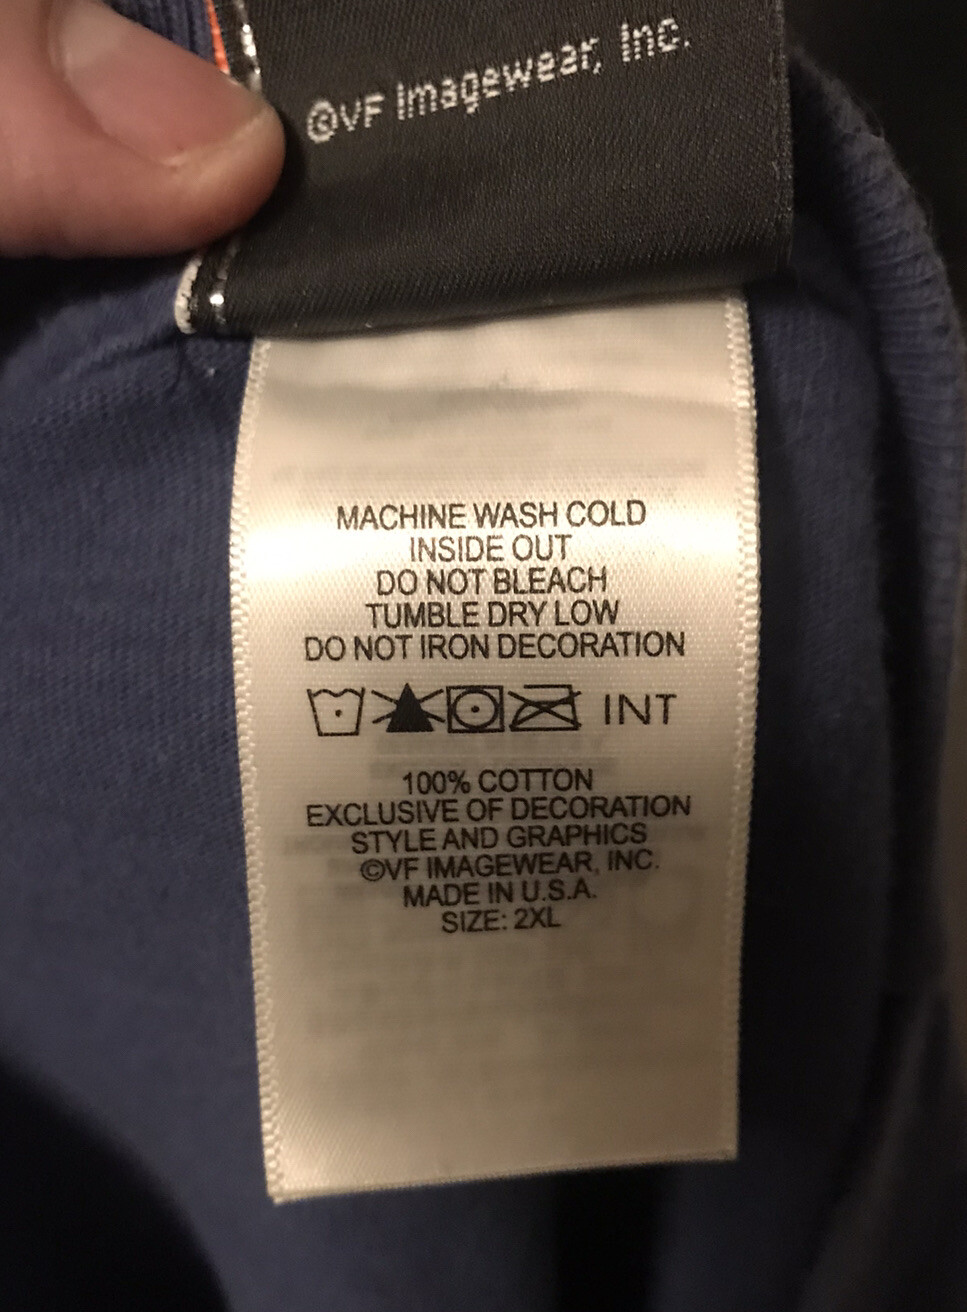 ©VF Imagewear, Inc.
MACHINE WASH COLD
INSIDE OUT
DO NOT BLEACH
TUMBLE DRY LOW
DO NOT IRON DECORATION
INT
100% COTTON
EXCLUSIVE OF DECORATION
STYLE AND GRAPHICS
©VF IMAGEWEAR, INC.
MADE IN U.S.A.
SIZE: 2XL